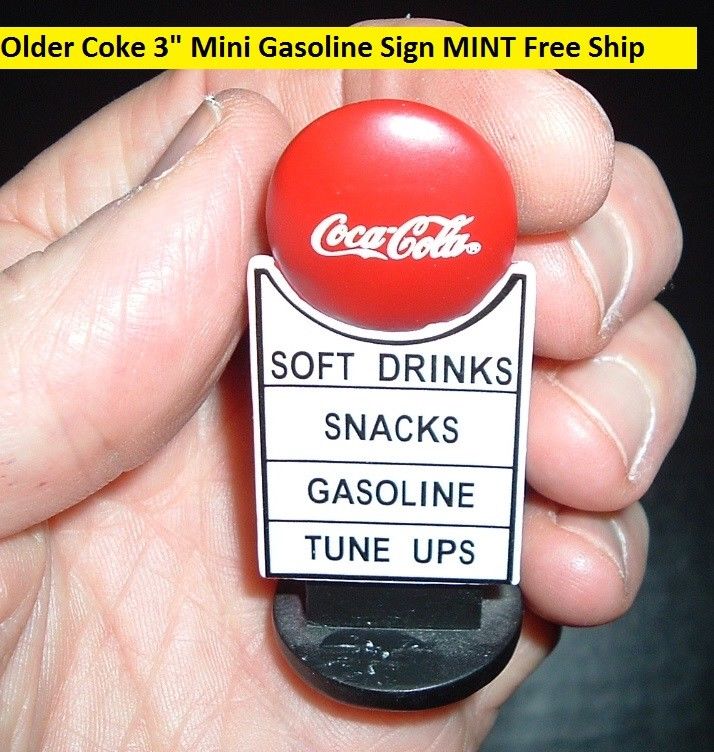 Older Coke 3" Mini Gasoline Sign MINT Free Ship
Coca-Cola®
SOFT DRINKS
SNACKS
GASOLINE
TUNE UPS